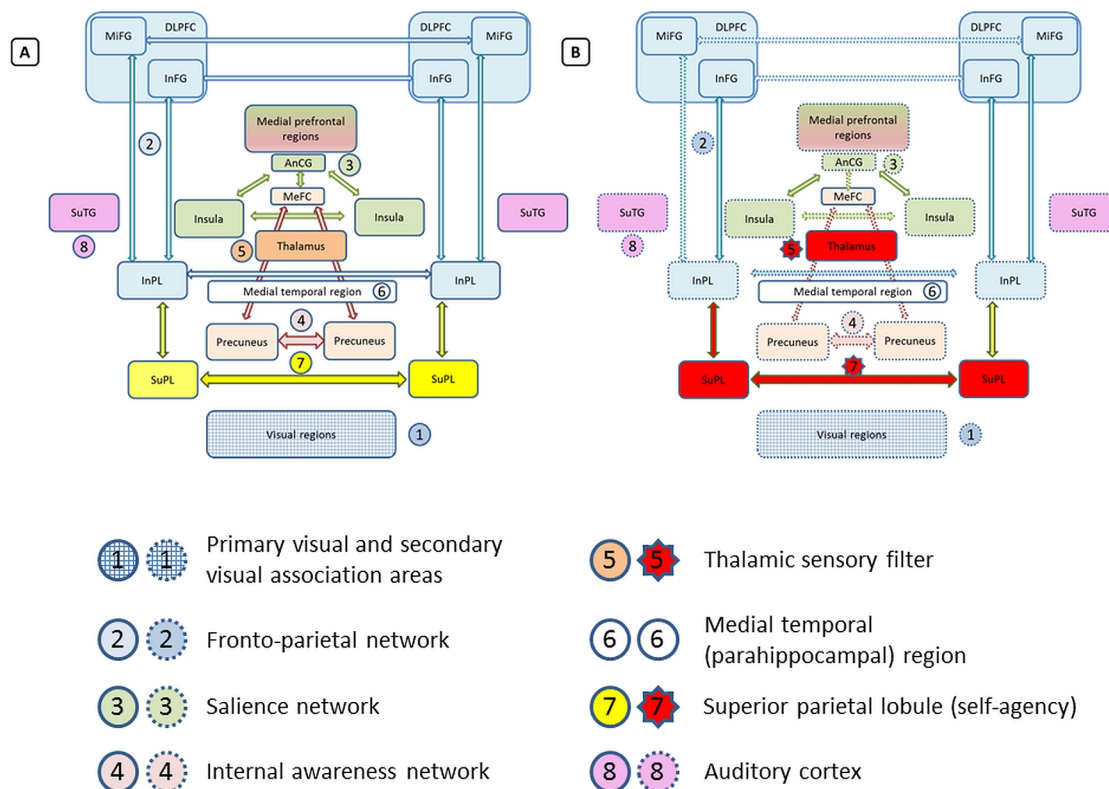 A
DLPFC
DLPFC
MiFG
MiFG
InFG
InFG
2
Medial prefrontal
regions
AnCG
3
MeFC
SuTG
Insula
Insula
SuTG
8
5
Thalamus
InPL
InPL
Medial temporal region
6
4
Precuneus
Precuneus
7
SuPL
SuPL
Visual regions
1
B
DLPFC
DLPFC
MiFG
MiFG
InFG
InFG
2
Medial prefrontal
regions
AnCG
3
MeFC
SuTG
Insula
Insula
SuTG
8
5
Thalamus
InPL
InPL
Medial temporal region
6
4
Precuneus
Precuneus
7
SuPL
SuPL
Visual regions
1
1 1 Primary visual and secondary
visual association areas
2 2 Fronto-parietal network
3 3 Salience network
4 4 Internal awareness network
5 5 Thalamic sensory filter
6 6 Medial temporal
(parahippocampal) region
7 7 Superior parietal lobule (self-agency)
8 8 Auditory cortex